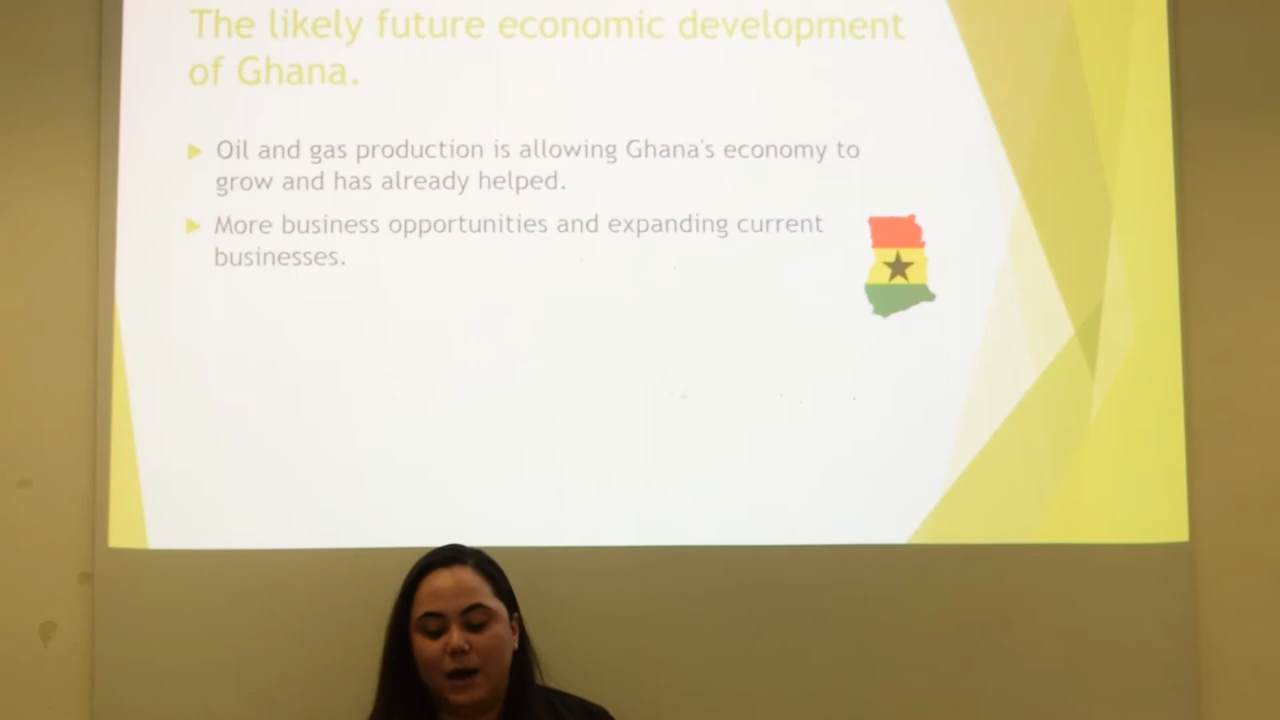 The likely future economic development
of Ghana.
Oil and gas production is allowing Ghana's economy to
grow and has already helped.
More business opportunities and expanding current
businesses.